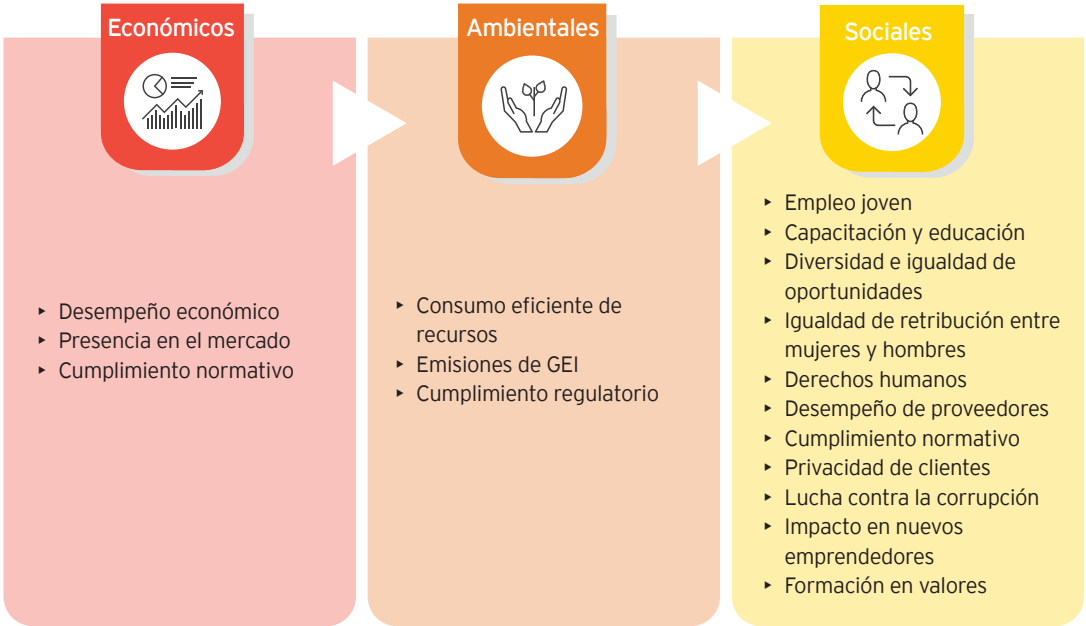 Económicos
‣ Desempeño económico
‣ Presencia en el mercado
‣ Cumplimiento normativo
Ambientales
‣ Consumo eficiente de
recursos
‣ Emisiones de GEI
‣ Cumplimiento regulatorio
Sociales
‣ Empleo joven
‣ Capacitación y educación
‣ Diversidad e igualdad de
oportunidades
‣ Igualdad de retribución entre
mujeres y hombres
‣ Derechos humanos
‣ Desempeño de proveedores
‣ Cumplimiento normativo
‣ Privacidad de clientes
‣ Lucha contra la corrupción
‣ Impacto en nuevos
emprendedores
‣ Formación en valores